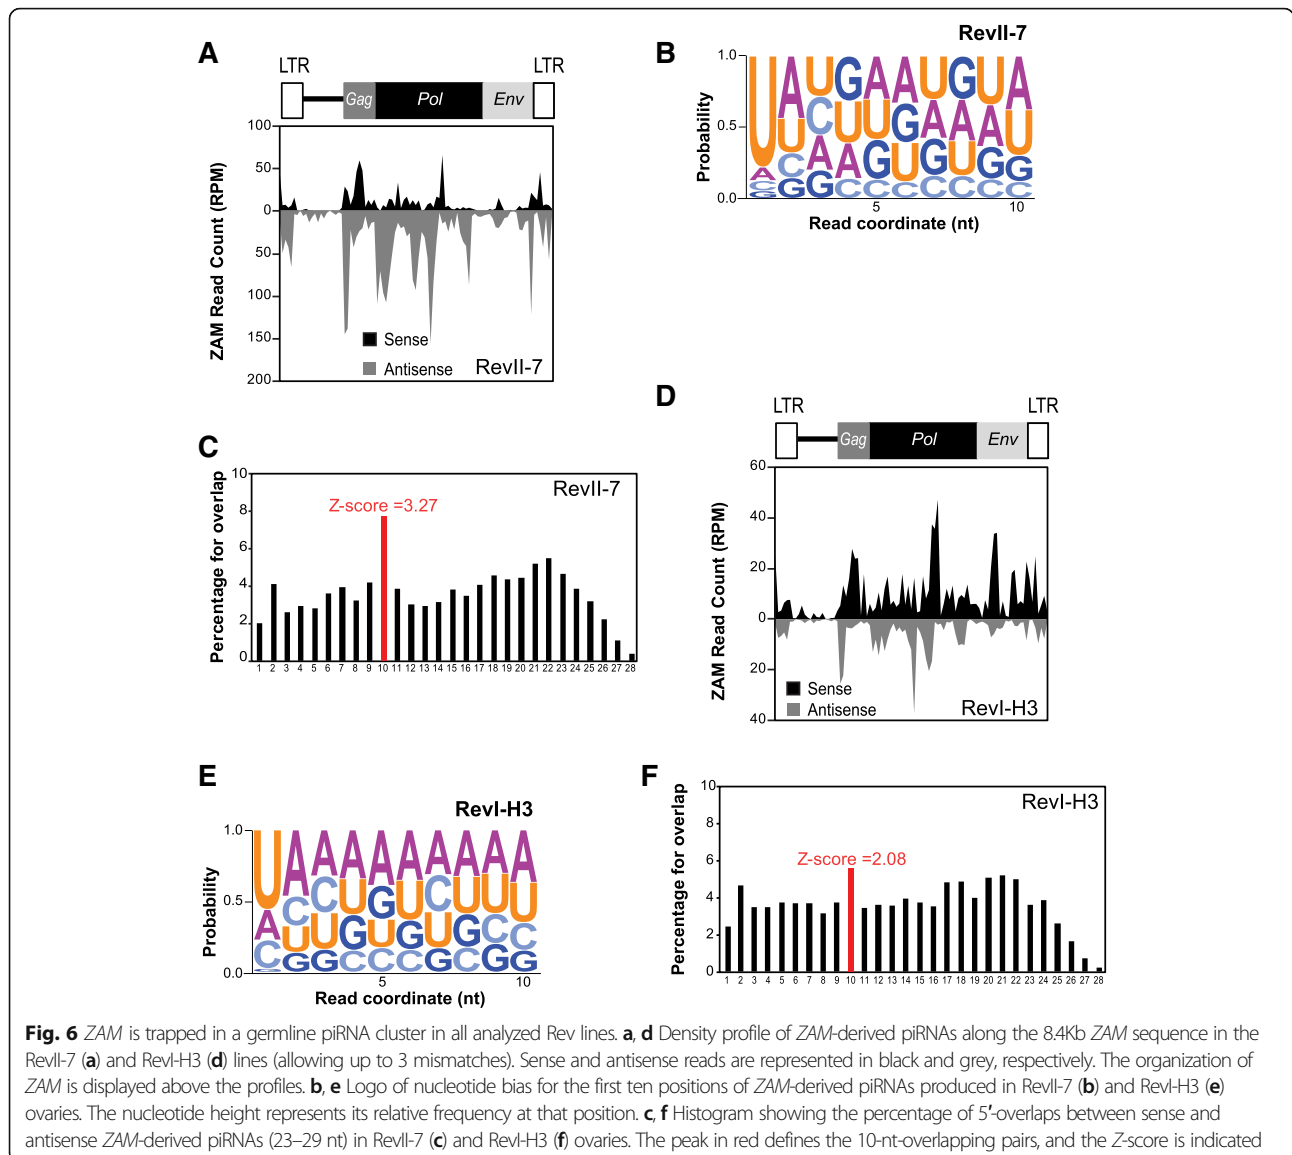 A
LTR LTR
Gag Pol Env
ZAM Read Count (RPM)
100
50
0
50
100
150
200
Sense
Antisense
RevII-7
B
RevII-7
Probability
1.0
0.5
0.0
U A U G A A U G U A
U U C U U G A A A U
A C A A G U G U G G
C G G C C C C C C C
G
5 10
Read coordinate (nt)
C
RevII-7
Percentage for overlap
10
8
6
4
2
0
Z-score =3.27
1 2 3 4 5 6 7 8 9 10 11 12 13 14 15 16 17 18 19 20 21 22 23 24 25 26 27 28
D
LTR LTR
Gag Pol Env
ZAM Read Count (RPM)
60
40
20
0
20
40
Sense
Antisense
RevI-H3
E
RevI-H3
Probability
1.0
0.5
0.0
U A A A A A A A A A
A C C U G U C U U U
C U U G U G U G C C
G G C C C G C G G
5 10
Read coordinate (nt)
F
RevI-H3
Percentage for overlap
10
8
6
4
2
0
Z-score =2.08
1 2 3 4 5 6 7 8 9 10 11 12 13 14 15 16 17 18 19 20 21 22 23 24 25 26 27 28
Fig. 6 ZAM is trapped in a germline piRNA cluster in all analyzed Rev lines. a, d Density profile of ZAM-derived piRNAs along the 8.4Kb ZAM sequence in the
RevII-7 (a) and RevI-H3 (d) lines (allowing up to 3 mismatches). Sense and antisense reads are represented in black and grey, respectively. The organization of
ZAM is displayed above the profiles. b, e Logo of nucleotide bias for the first ten positions of ZAM-derived piRNAs produced in RevII-7 (b) and RevI-H3 (e)
ovaries. The nucleotide height represents its relative frequency at that position. c, f Histogram showing the percentage of 5′-overlaps between sense and
antisense ZAM-derived piRNAs (23–29 nt) in RevII-7 (c) and RevI-H3 (f) ovaries. The peak in red defines the 10-nt-overlapping pairs, and the Z-score is indicated